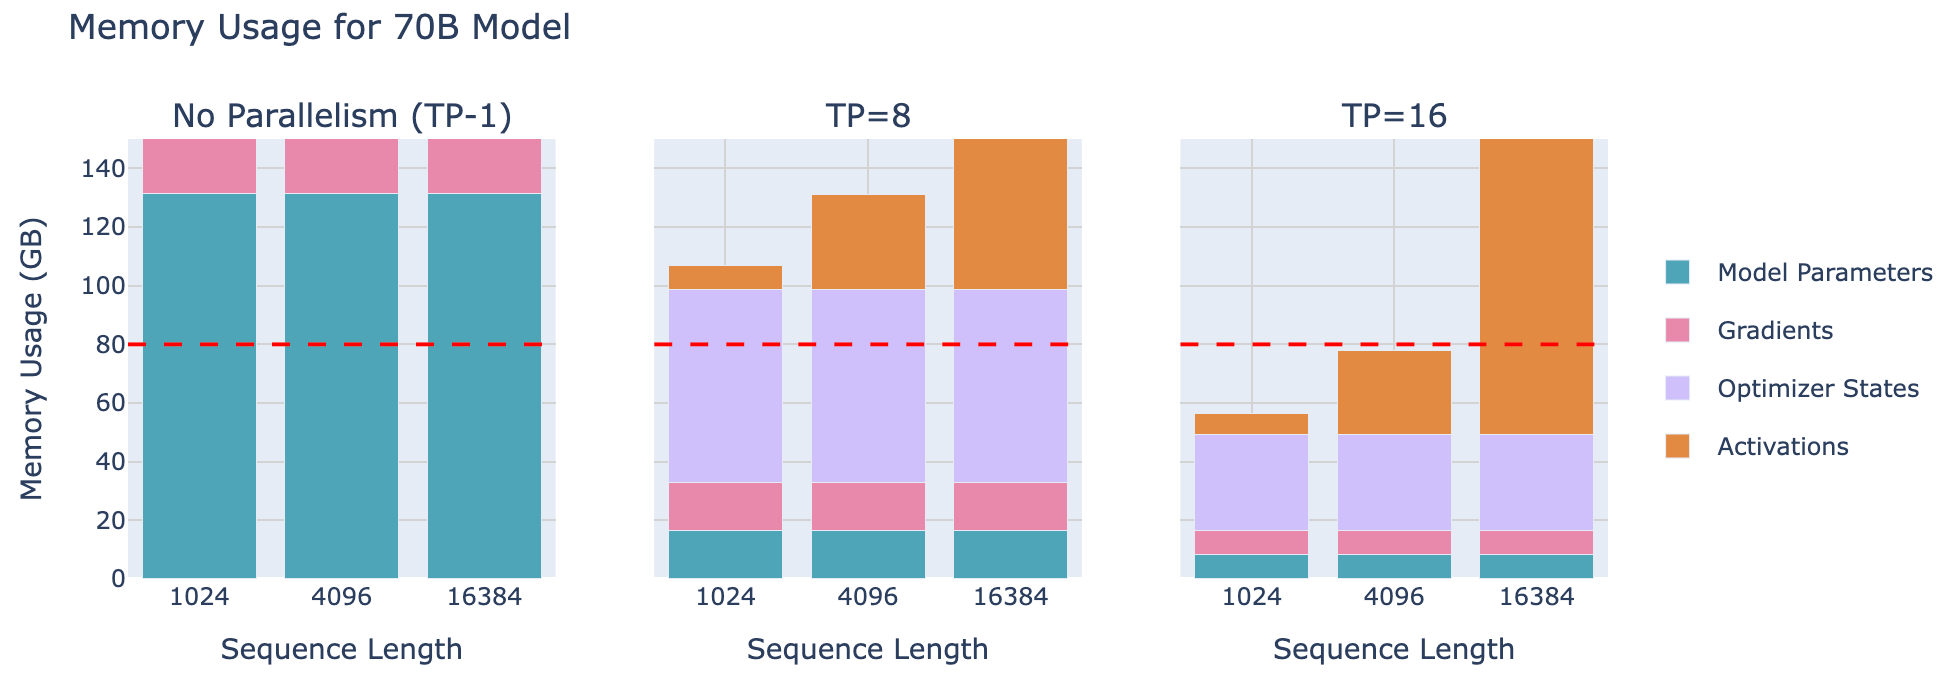 Memory Usage for 70B Model
No Parallelism (TP-1)
TP=8
TP=16
Memory Usage (GB)
140
120
100
80
60
40
20
0
1024 4096 16384
1024 4096 16384
1024 4096 16384
Sequence Length
Sequence Length
Sequence Length
Model Parameters
Gradients
Optimizer States
Activations